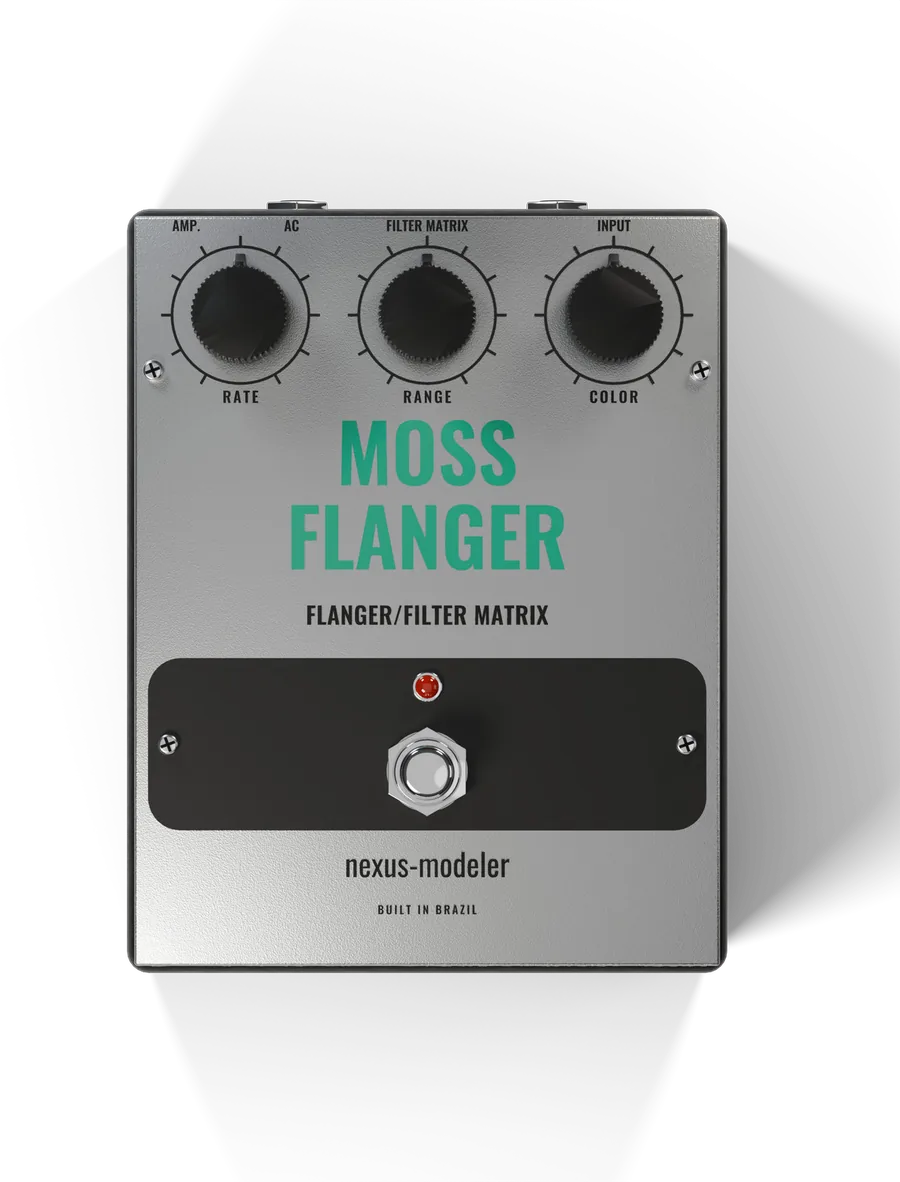 AMP. AC FILTER MATRIX INPUT
RATE RANGE COLOR
MOSS
FLANGER
FLANGER/FILTER MATRIX
nexus-modeler
BUILT IN BRAZIL